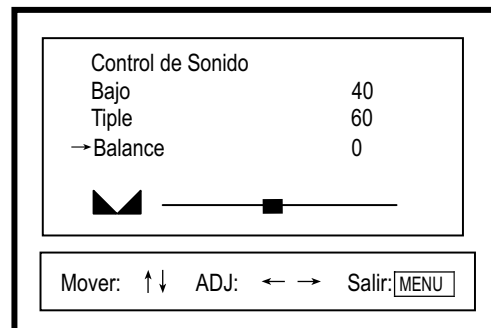 Control de Sonido
Bajo 40
Tiple 60
→Balance 0
Mover: ↑↓ ADJ: ← → Salir: MENU